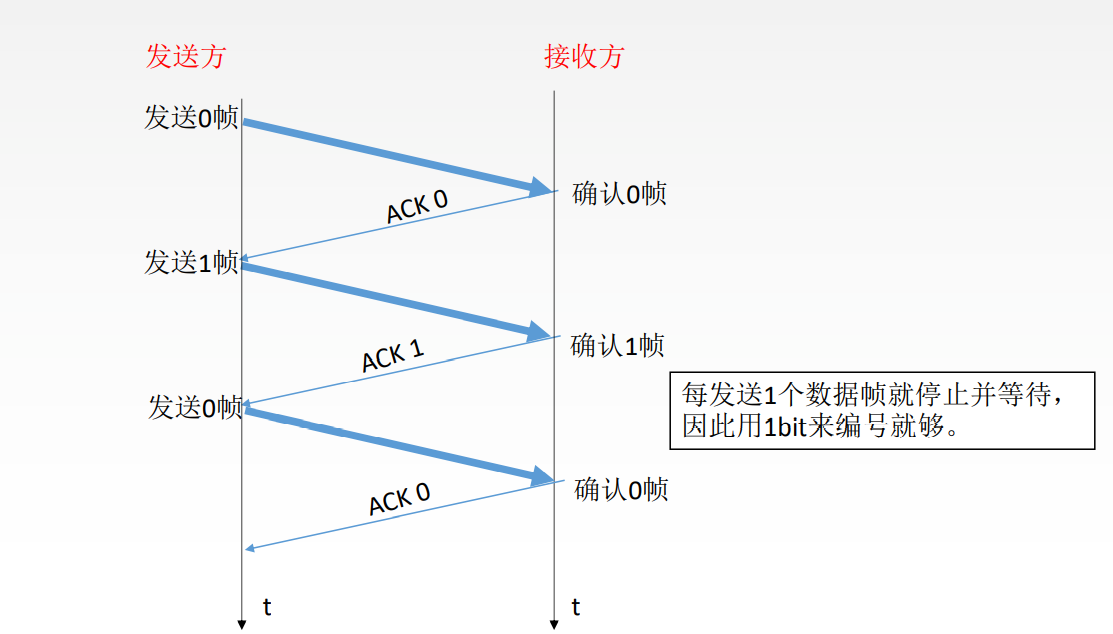 发送方
接收方
发送0帧
确认0帧
ACK 0
发送1帧
确认1帧
ACK 1
每发送1个数据帧就停止并等待，
因此用1bit来编号就够。
发送0帧
确认0帧
ACK 0
t
t